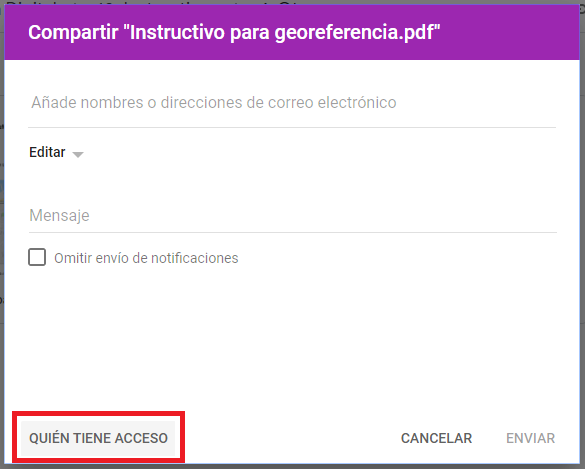 Compartir "Instructivo para georeferencia.pdf"
Añade nombres o direcciones de correo electrónico
Editar
Mensaje
Omitir envío de notificaciones
QUIÉN TIENE ACCESO
CANCELAR
ENVIAR